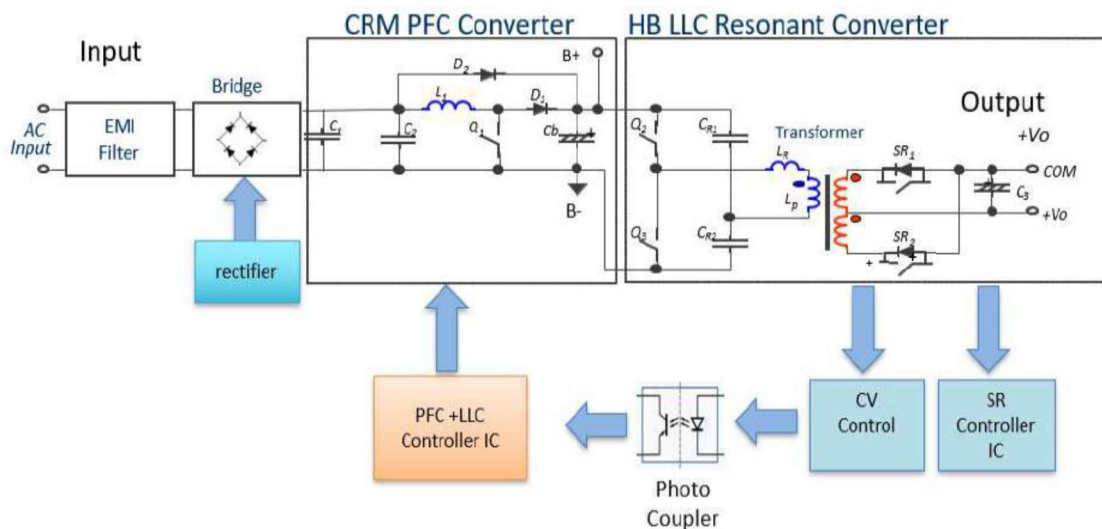 CRM PFC Converter
HB LLC Resonant Converter
Input
B+
D2
Bridge
L1
D1
Output
AC
Input
EMI
Filter
C1
C2
Q1
Cb
Q2
CR1
Transformer
+Vo
LR
SR1
COM
LP
C3
B-
+Vo
Q3
CR2
SR2
+
+
rectifier
PFC +LLC
Controller IC
CV
Control
SR
Controller
IC
Photo
Coupler